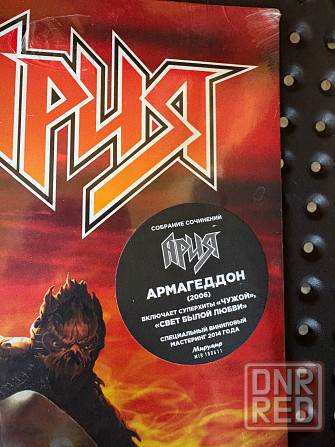 АРИЯ
СОБРАНИЕ СОЧИНЕНИЙ
АРИЯ
АРМАГЕДДОН
(2006)
ВКЛЮЧАЕТ СУПЕРХИТЫ «ЧУЖОЙ»,
«СВЕТ БЫЛОЙ ЛЮБВИ»
СПЕЦИАЛЬНЫЙ ВИНИЛОВЫЙ
МАСТЕРИНГ 2014 ГОДА
Мирумир
DNR
RED